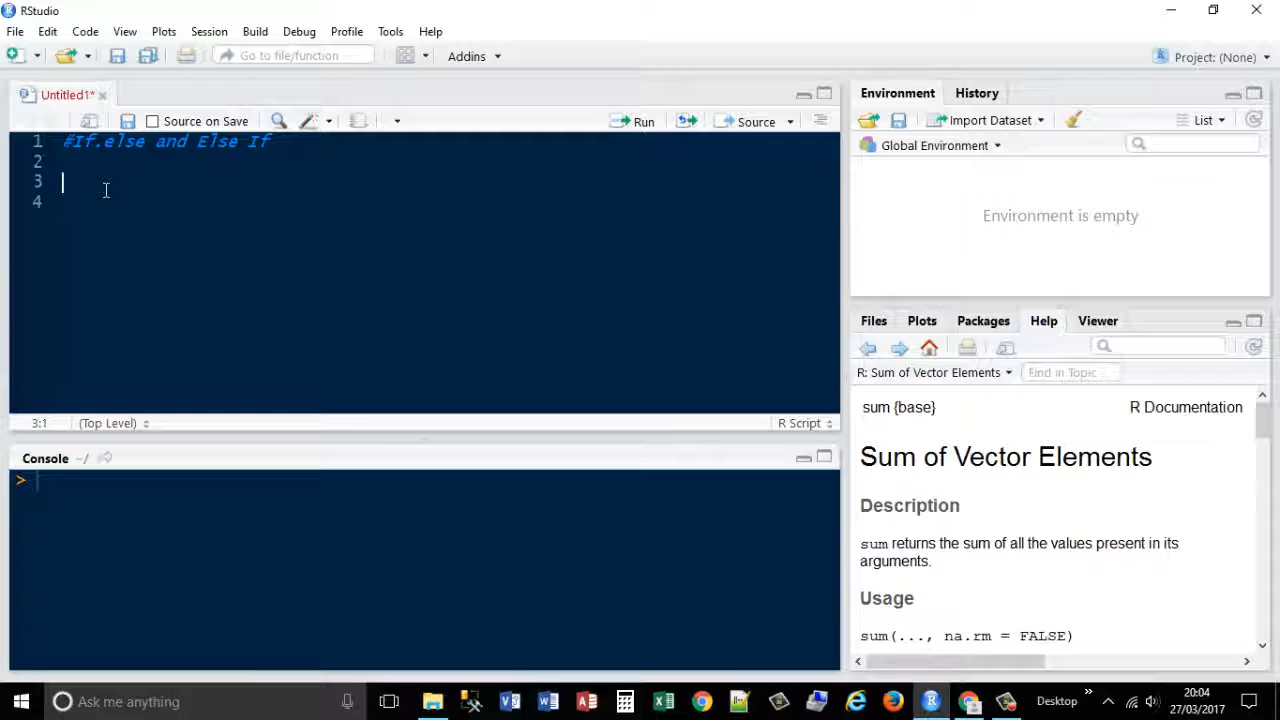 RStudio
File Edit Code View Plots Session Build Debug Profile Tools Help
Go to file/function Addins Project: (None)
Untitled1*
Source on Save Run Source
1 #If.else and Else If
2
3
4
3:1 (Top Level) R Script
Console ~/
>
Environment History
Import Dataset List
Global Environment
Environment is empty
Files Plots Packages Help Viewer
R: Sum of Vector Elements Find in Topic
sum {base} R Documentation
Sum of Vector Elements
Description
sum returns the sum of all the values present in its
arguments.
Usage
sum(..., na.rm = FALSE)
Ask me anything
Desktop
20:04
27/03/2017